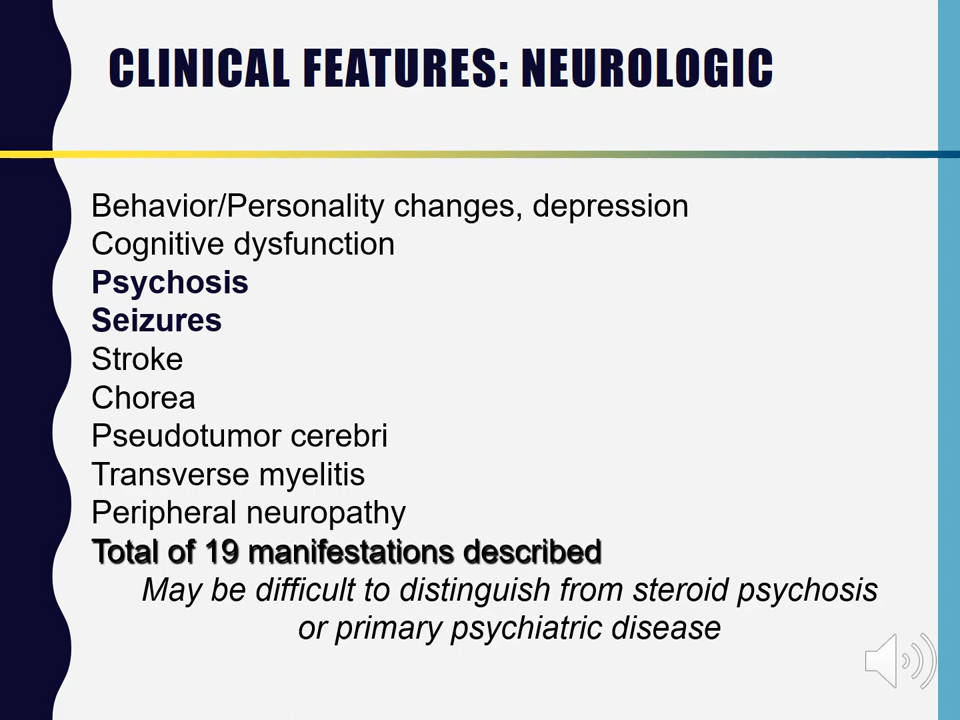 CLINICAL FEATURES: NEUROLOGIC
Behavior/Personality changes, depression
Cognitive dysfunction
Psychosis
Seizures
Stroke
Chorea
Pseudotumor cerebri
Transverse myelitis
Peripheral neuropathy
Total of 19 manifestations described
May be difficult to distinguish from steroid psychosis
or primary psychiatric disease